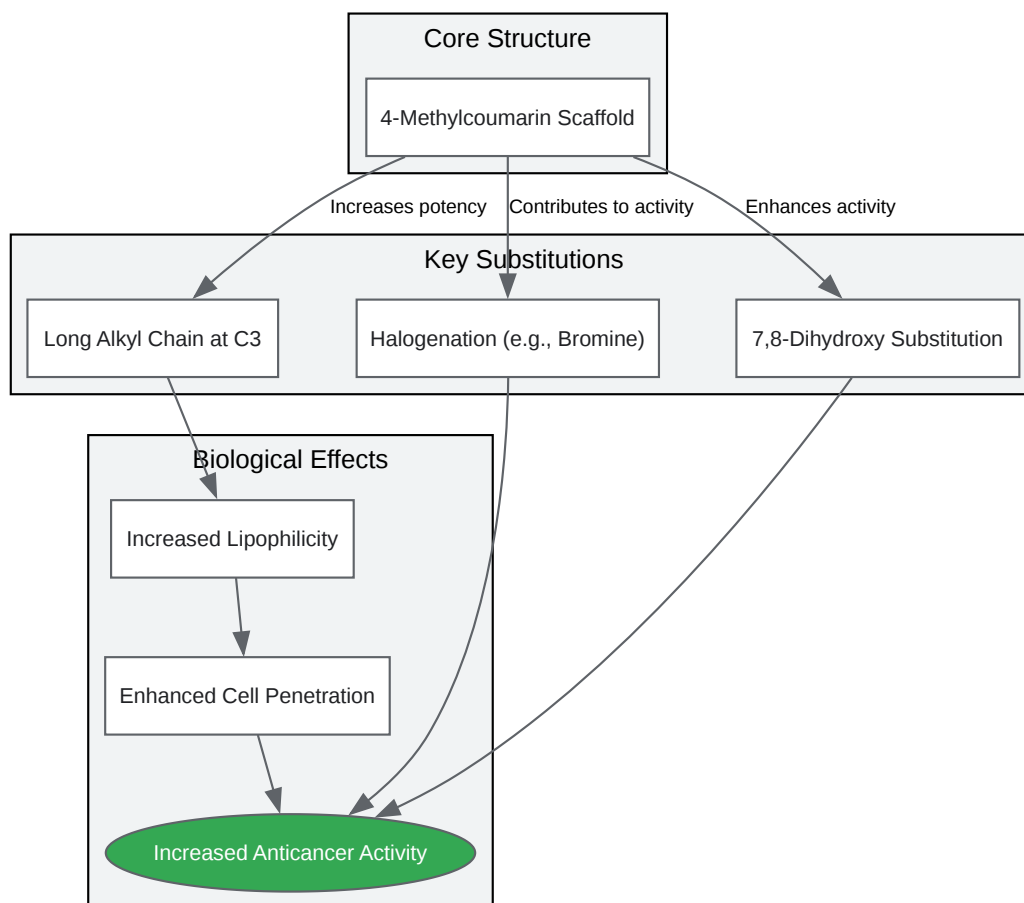 Core Structure
4-Methylcoumarin Scaffold
Increases potency
Contributes to activity
Enhances activity
Key Substitutions
Long Alkyl Chain at C3
Halogenation (e.g., Bromine)
7,8-Dihydroxy Substitution
Biological Effects
Increased Lipophilicity
Enhanced Cell Penetration
Increased Anticancer Activity